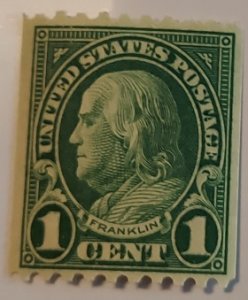 UNITED STATES POSTAGE
FRANKLIN
1 CENT 1